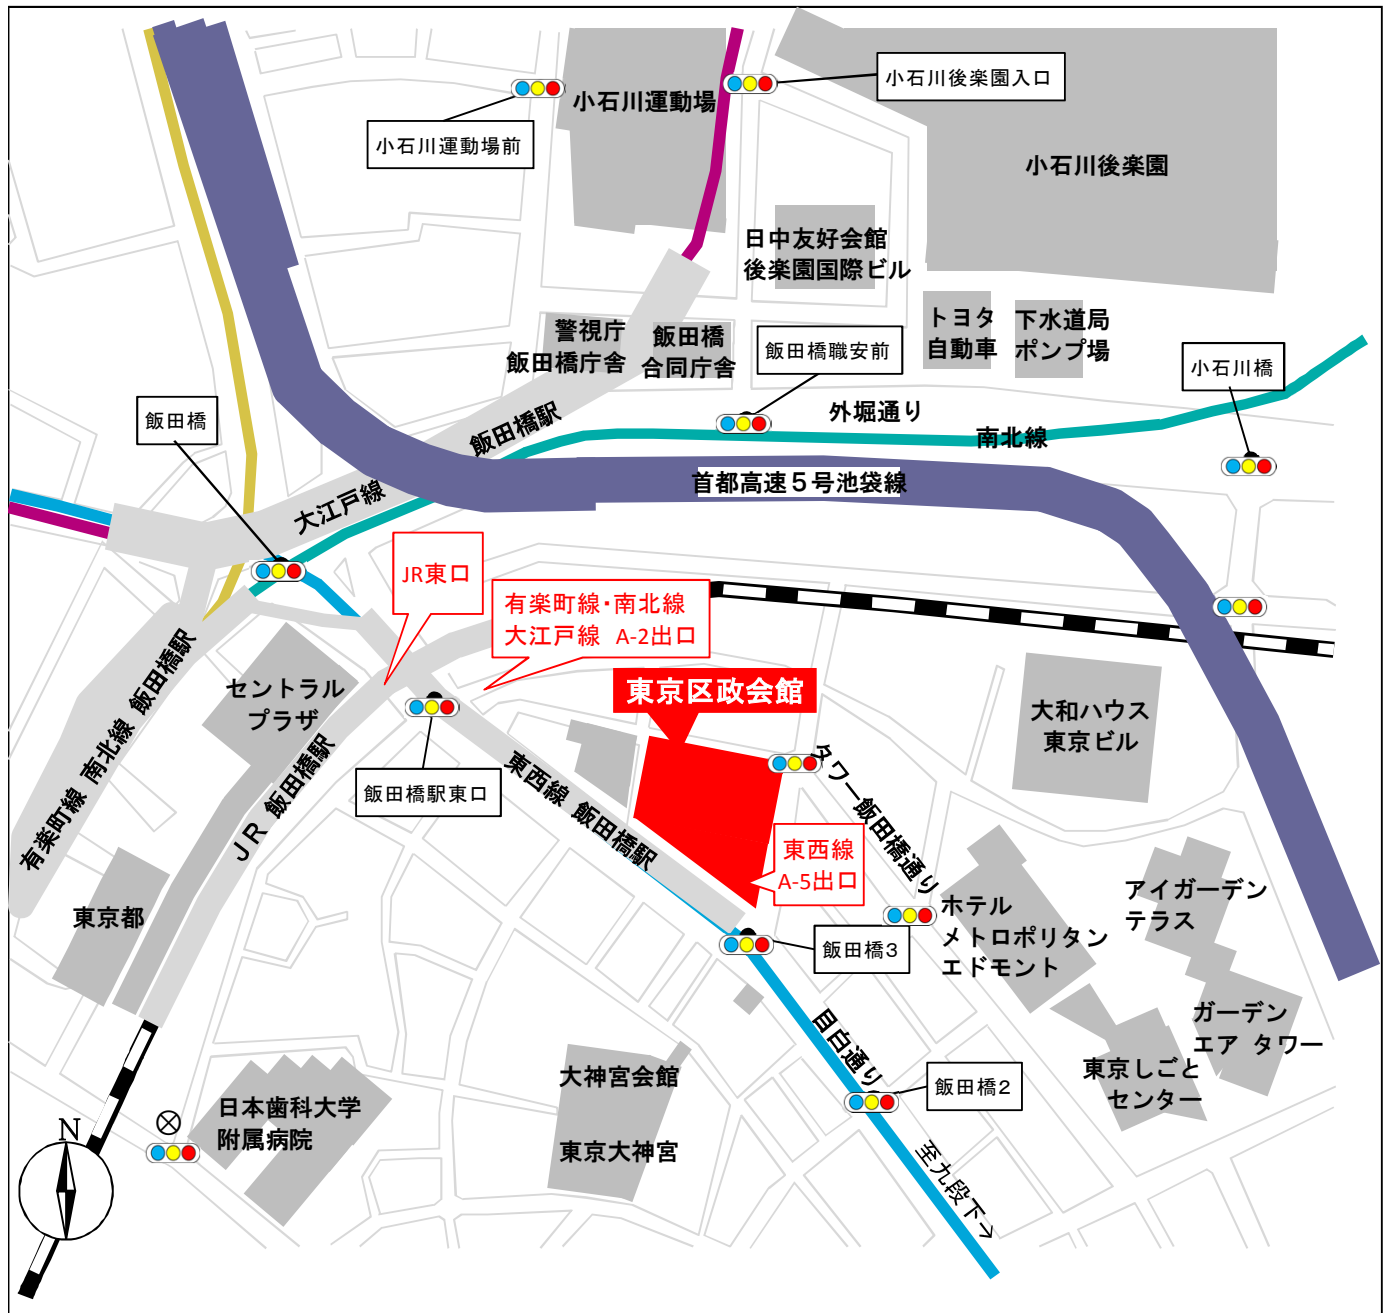 小石川後楽園入口
小石川運動場
小石川運動場前
小石川後楽園
日中友好会館
後楽園国際ビル
警視庁
飯田橋庁舎
飯田橋
合同庁舎
飯田橋職安前
トヨタ
自動車
下水道局
ポンプ場
小石川橋
飯田橋
飯田橋駅
大江戸線
外堀通り
南北線
首都高速5号池袋線
JR東口
有楽町線・南北線
大江戸線 A-2出口
東京区政会館
セントラル
プラザ
有楽町線 南北線 飯田橋駅
JR 飯田橋駅
飯田橋駅東口
東西線 飯田橋駅
タワー飯田橋通り
大和ハウス
東京ビル
東西線
A-5出口
東京都
飯田橋3
ホテル
メトロポリタン
エドモント
アイガーデン
テラス
ガーデン
エア タワー
目白通り
飯田橋2
東京しごと
センター
大神宮会館
東京大神宮
日本歯科大学
附属病院
至九段下→
N